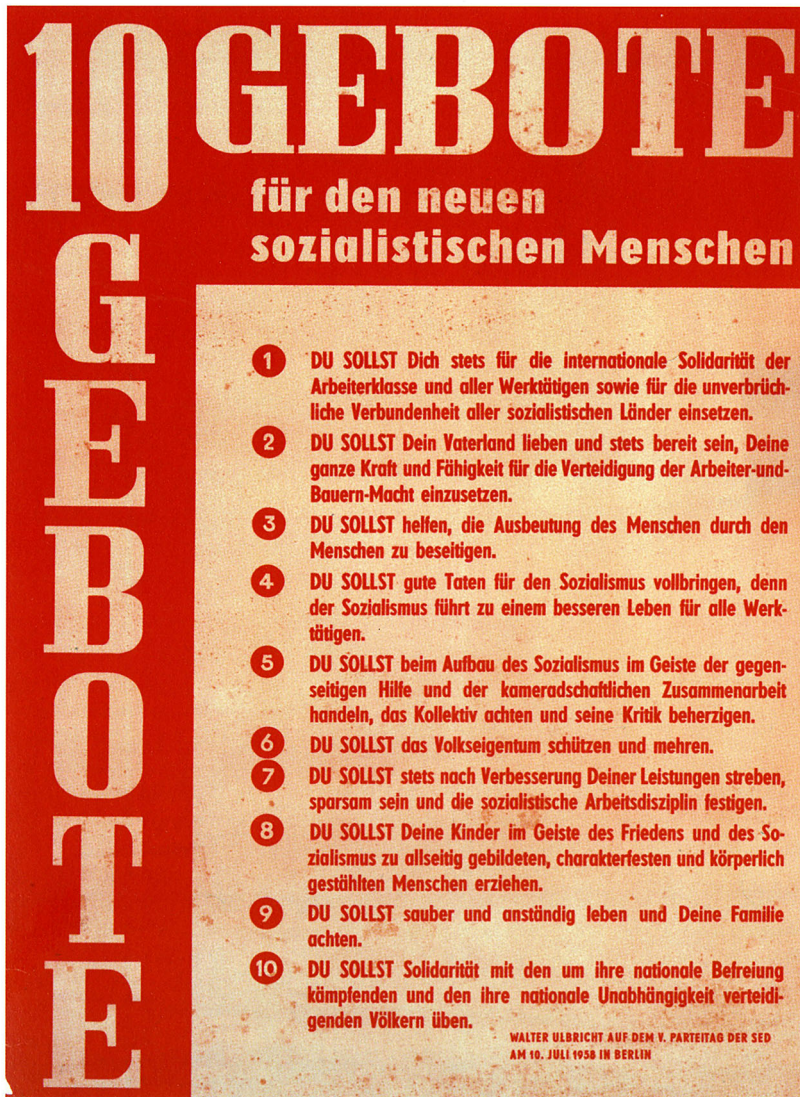 10 GEBOTE
für den neuen
sozialistischen Menschen
GEBOTE
1 DU SOLLST Dich stets für die internationale Solidarität der
Arbeiterklasse und aller Werktätigen sowie für die unverbrüch-
liche Verbundenheit aller sozialistischen Länder einsetzen.
2 DU SOLLST Dein Vaterland lieben und stets bereit sein, Deine
ganze Kraft und Fähigkeit für die Verteidigung der Arbeiter-und-
Bauern-Macht einzusetzen.
3 DU SOLLST helfen, die Ausbeutung des Menschen durch den
Menschen zu beseitigen.
4 DU SOLLST gute Taten für den Sozialismus vollbringen, denn
der Sozialismus führt zu einem besseren Leben für alle Werk-
tätigen.
5 DU SOLLST beim Aufbau des Sozialismus im Geiste der gegen-
seitigen Hilfe und der kameradschaftlichen Zusammenarbeit
handeln, das Kollektiv achten und seine Kritik beherzigen.
6 DU SOLLST das Volkseigentum schützen und mehren.
7 DU SOLLST stets nach Verbesserung Deiner Leistungen streben,
sparsam sein und die sozialistische Arbeitsdisziplin festigen.
8 DU SOLLST Deine Kinder im Geiste des Friedens und des So-
zialismus zu allseitig gebildeten, charakterfesten und körperlich
gestählten Menschen erziehen.
9 DU SOLLST sauber und anständig leben und Deine Familie
achten.
10 DU SOLLST Solidarität mit den um ihre nationale Befreiung
kämpfenden und den ihre nationale Unabhängigkeit verteidi-
genden Völkern üben.
WALTER ULBRICHT AUF DEM V. PARTEITAG DER SED
AM 10. JULI 1958 IN BERLIN